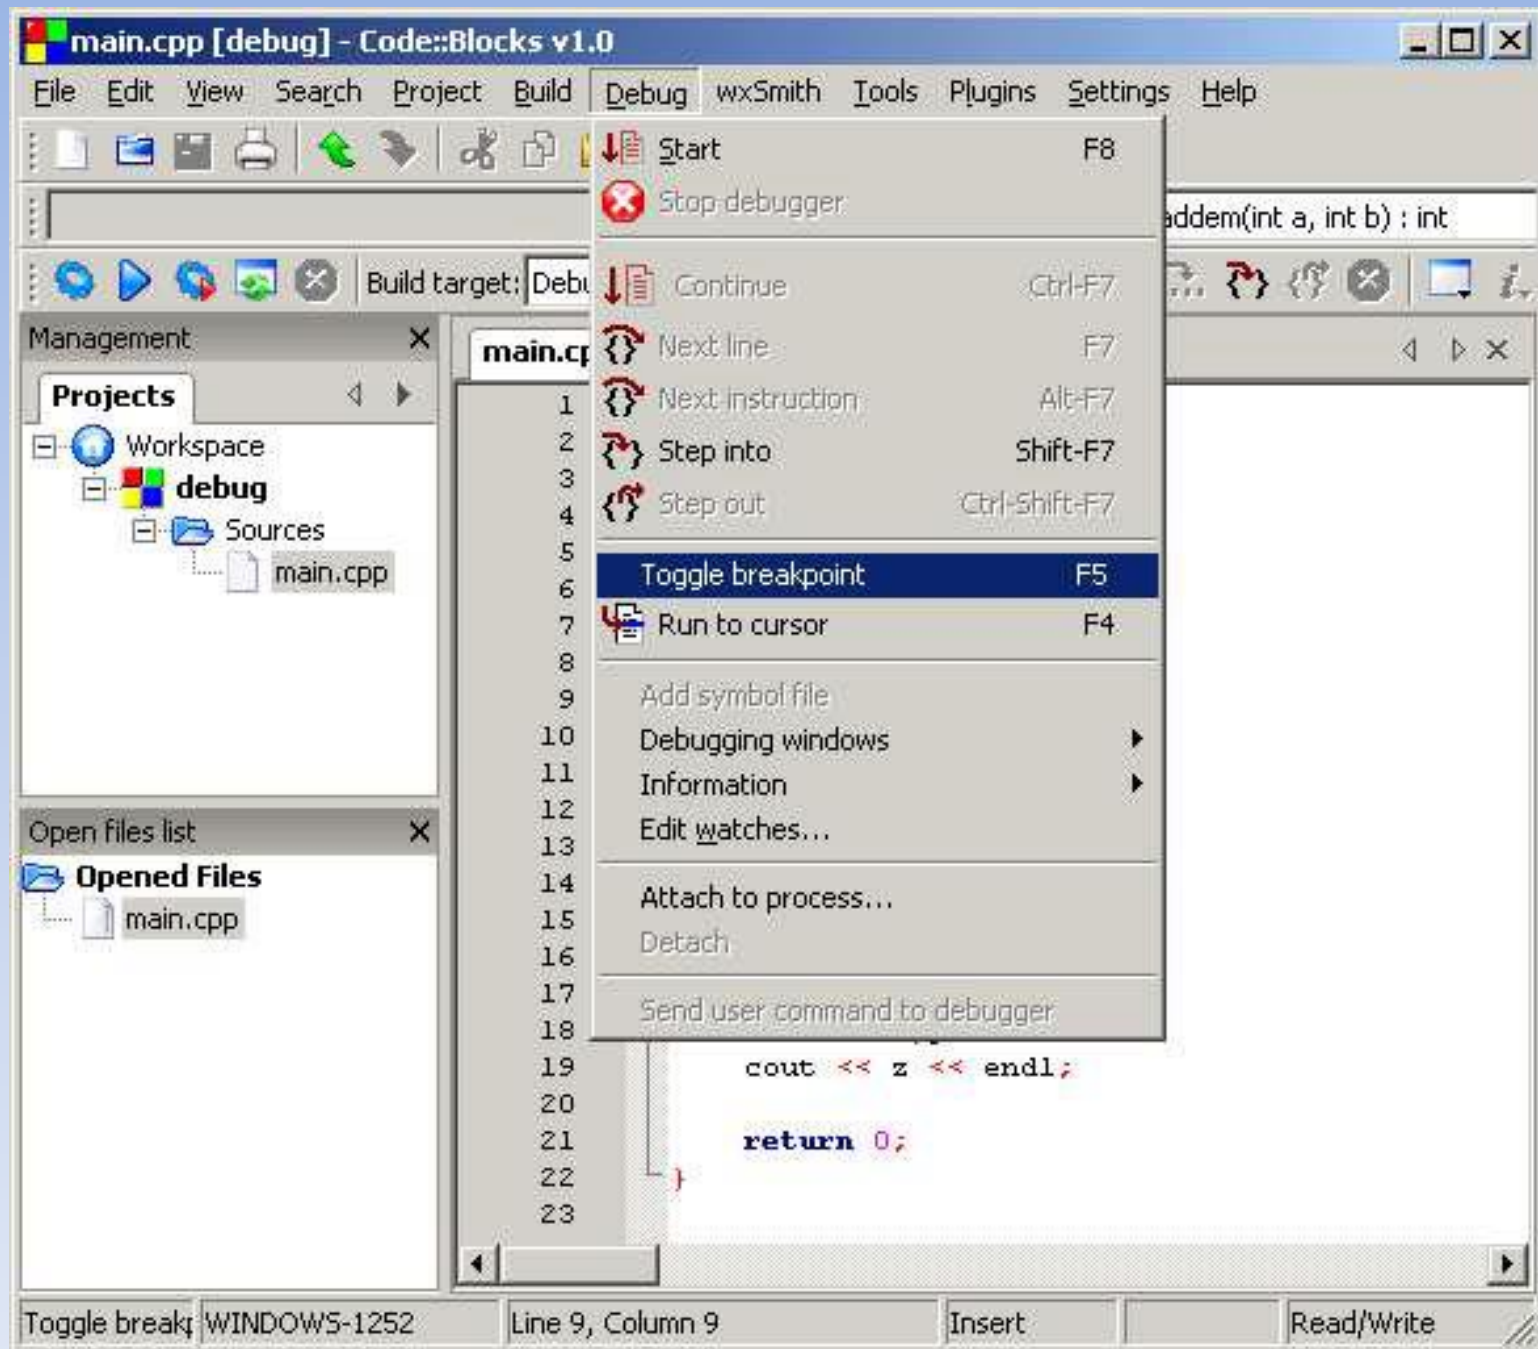 main.cpp [debug] - Code::Blocks v1.0
File Edit View Search Project Build Debug wxSmith Tools Plugins Settings Help
Start F8
Stop debugger
addem(int a, int b) : int
Build target: Debu
Continue Ctrl-F7
Next line F7
Next instruction Alt-F7
Step into Shift-F7
Step out Ctrl-Shift-F7
Toggle breakpoint F5
Run to cursor F4
Add symbol file
Debugging windows
Information
Edit watches...
Attach to process...
Detach
Send user command to debugger
Management
Projects
Workspace
debug
Sources
main.cpp
Open files list
Opened Files
main.cpp
main.cp
1
2
3
4
5
6
7
8
9
10
11
12
13
14
15
16
17
18
19 cout << z << endl;
20
21 return 0;
22 }
23
Toggle breakp WINDOWS-1252 Line 9, Column 9 Insert Read/Write